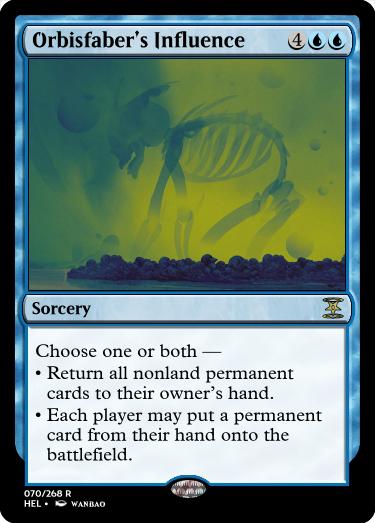 Orbisfaber's Influence 4
Sorcery
Choose one or both —
• Return all nonland permanent
cards to their owner's hand.
• Each player may put a permanent
card from their hand onto the
battlefield.
070/268 R
HEL • WANBAO